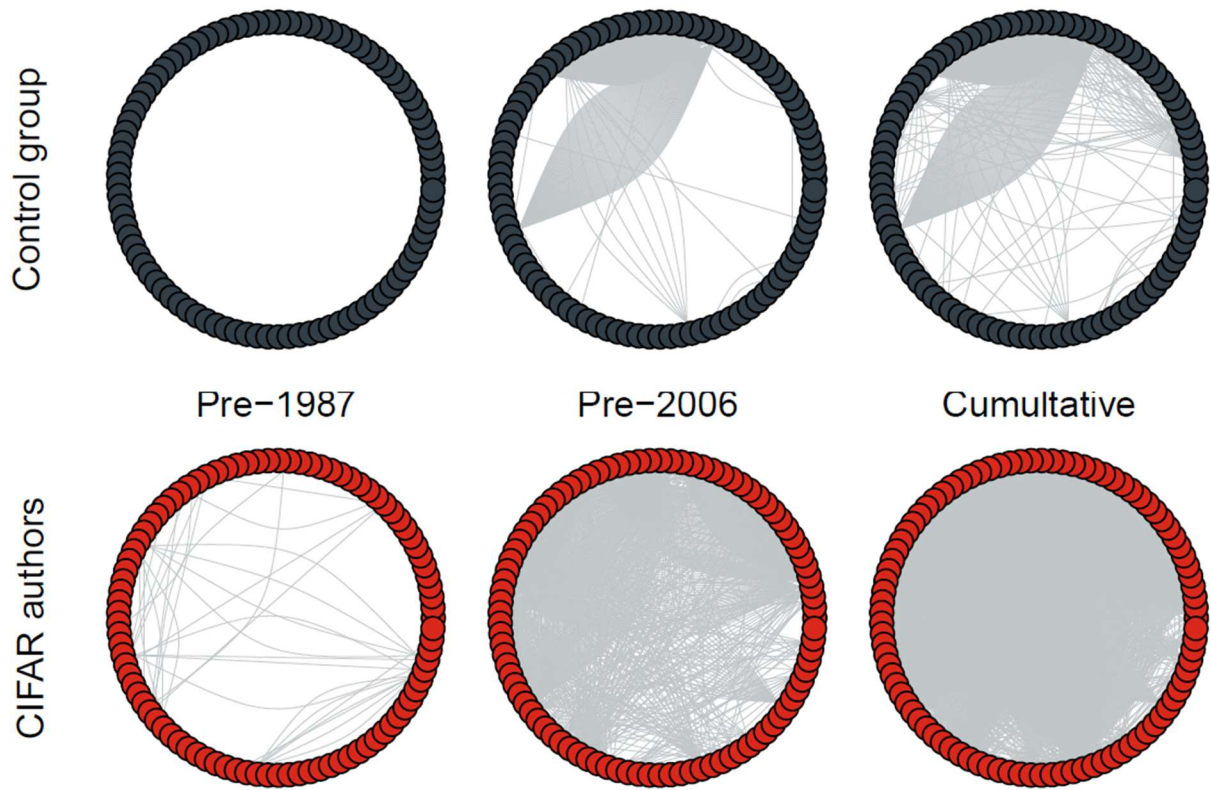 Control group
Pre−1987
Pre−2006
Cumultative
CIFAR authors